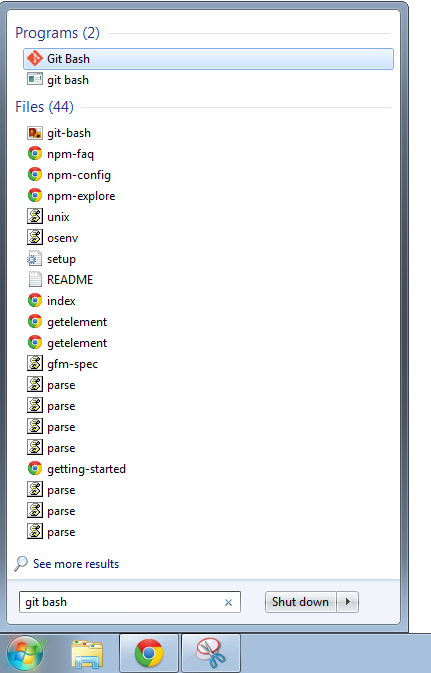 Programs (2)
Git Bash
git bash
Files (44)
git-bash
npm-faq
npm-config
npm-explore
unix
osenv
setup
README
index
getelement
getelement
gfm-spec
parse
parse
parse
parse
getting-started
parse
parse
parse
See more results
git bash
Shut down